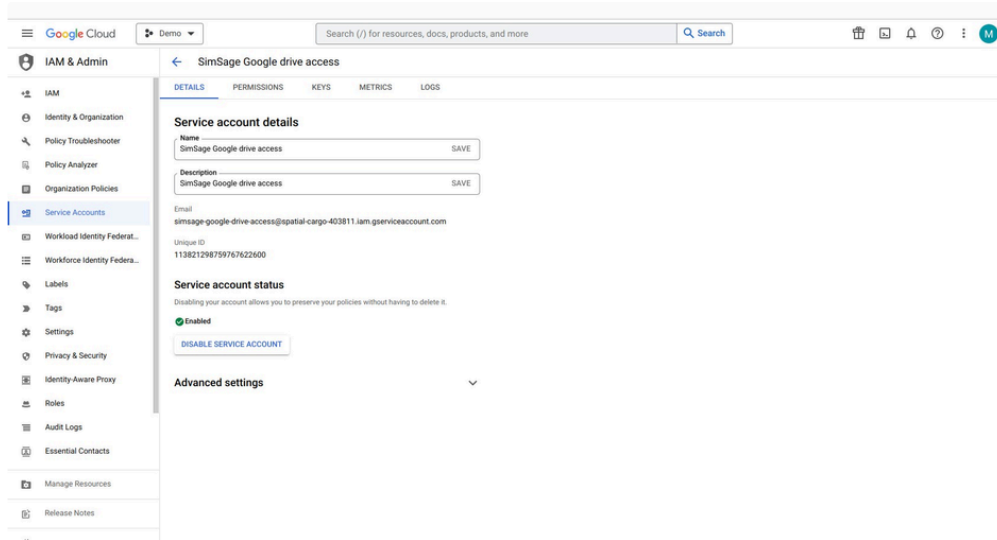 Google Cloud
Demo
Search (/) for resources, docs, products, and more
Search
M
IAM & Admin
SimSage Google drive access
DETAILS PERMISSIONS KEYS METRICS LOGS
IAM
Identity & Organization
Policy Troubleshooter
Policy Analyzer
Organization Policies
Service Accounts
Workload Identity Federat...
Workforce Identity Federa...
Labels
Tags
Settings
Privacy & Security
Identity-Aware Proxy
Roles
Audit Logs
Essential Contacts
Manage Resources
Release Notes
Service account details
Name
SimSage Google drive access SAVE
Description
SimSage Google drive access SAVE
Email
simsage-google-drive-access@spatial-cargo-403811.iam.gserviceaccount.com
Unique ID
113821298759767622600
Service account status
Disabling your account allows you to preserve your policies without having to delete it.
Enabled
DISABLE SERVICE ACCOUNT
Advanced settings